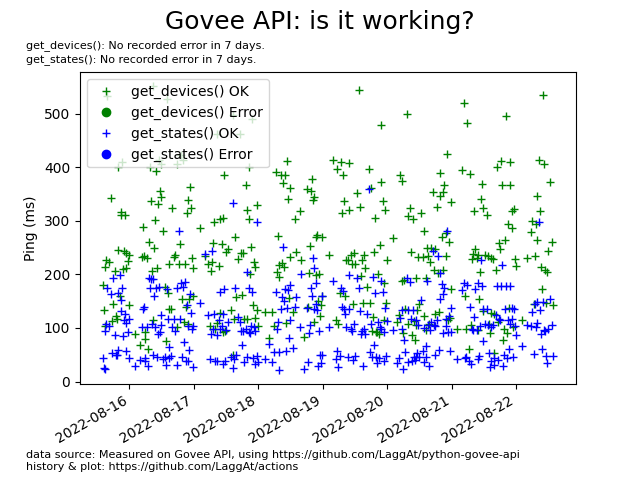 Govee API: is it working?
get_devices(): No recorded error in 7 days.
get_states(): No recorded error in 7 days.
get_devices() OK
get_devices() Error
get_states() OK
get_states() Error
Ping (ms)
500
400
300
200
100
0
2022-08-16
2022-08-17
2022-08-18
2022-08-19
2022-08-20
2022-08-21
2022-08-22
data source: Measured on Govee API, using https://github.com/LaggAt/python-govee-api
history & plot: https://github.com/LaggAt/actions